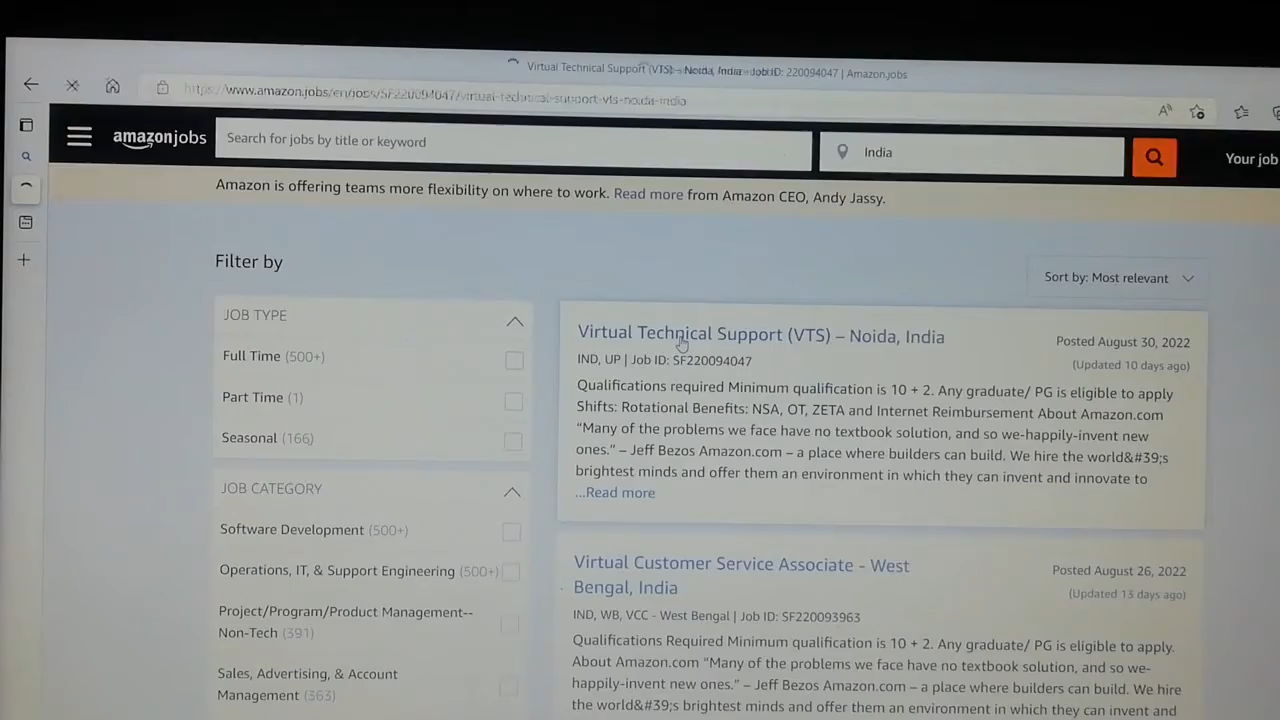 Virtual Technical Support (VTS) – Noida, India - Job ID: 220094047 | Amazon.jobs
https://www.amazon.jobs/en/jobs/SF220094047/virtual-technical-support-vts-noida-india
amazonjobs
Search for jobs by title or keyword
India
Your job
Amazon is offering teams more flexibility on where to work. Read more from Amazon CEO, Andy Jassy.
Filter by
Sort by: Most relevant
JOB TYPE
Full Time (500+)
Part Time (1)
Seasonal (166)
JOB CATEGORY
Software Development (500+)
Operations, IT, & Support Engineering (500+)
Project/Program/Product Management--
Non-Tech (391)
Sales, Advertising, & Account
Management (363)
Virtual Technical Support (VTS) – Noida, India
Posted August 30, 2022
IND, UP | Job ID: SF220094047
(Updated 10 days ago)
Qualifications required Minimum qualification is 10 + 2. Any graduate/ PG is eligible to apply
Shifts: Rotational Benefits: NSA, OT, ZETA and Internet Reimbursement About Amazon.com
“Many of the problems we face have no textbook solution, and so we-happily-invent new
ones.” – Jeff Bezos Amazon.com – a place where builders can build. We hire the world&#39;s
brightest minds and offer them an environment in which they can invent and innovate to
...Read more
Virtual Customer Service Associate - West
Bengal, India
Posted August 26, 2022
(Updated 13 days ago)
IND, WB, VCC - West Bengal | Job ID: SF220093963
Qualifications Required Minimum qualification is 10 + 2. Any graduate/ PG is eligible to apply.
About Amazon.com “Many of the problems we face have no textbook solution, and so we-
happily-invent new ones.” – Jeff Bezos Amazon.com – a place where builders can build. We hire
the world&#39;s brightest minds and offer them an environment in which they can invent and